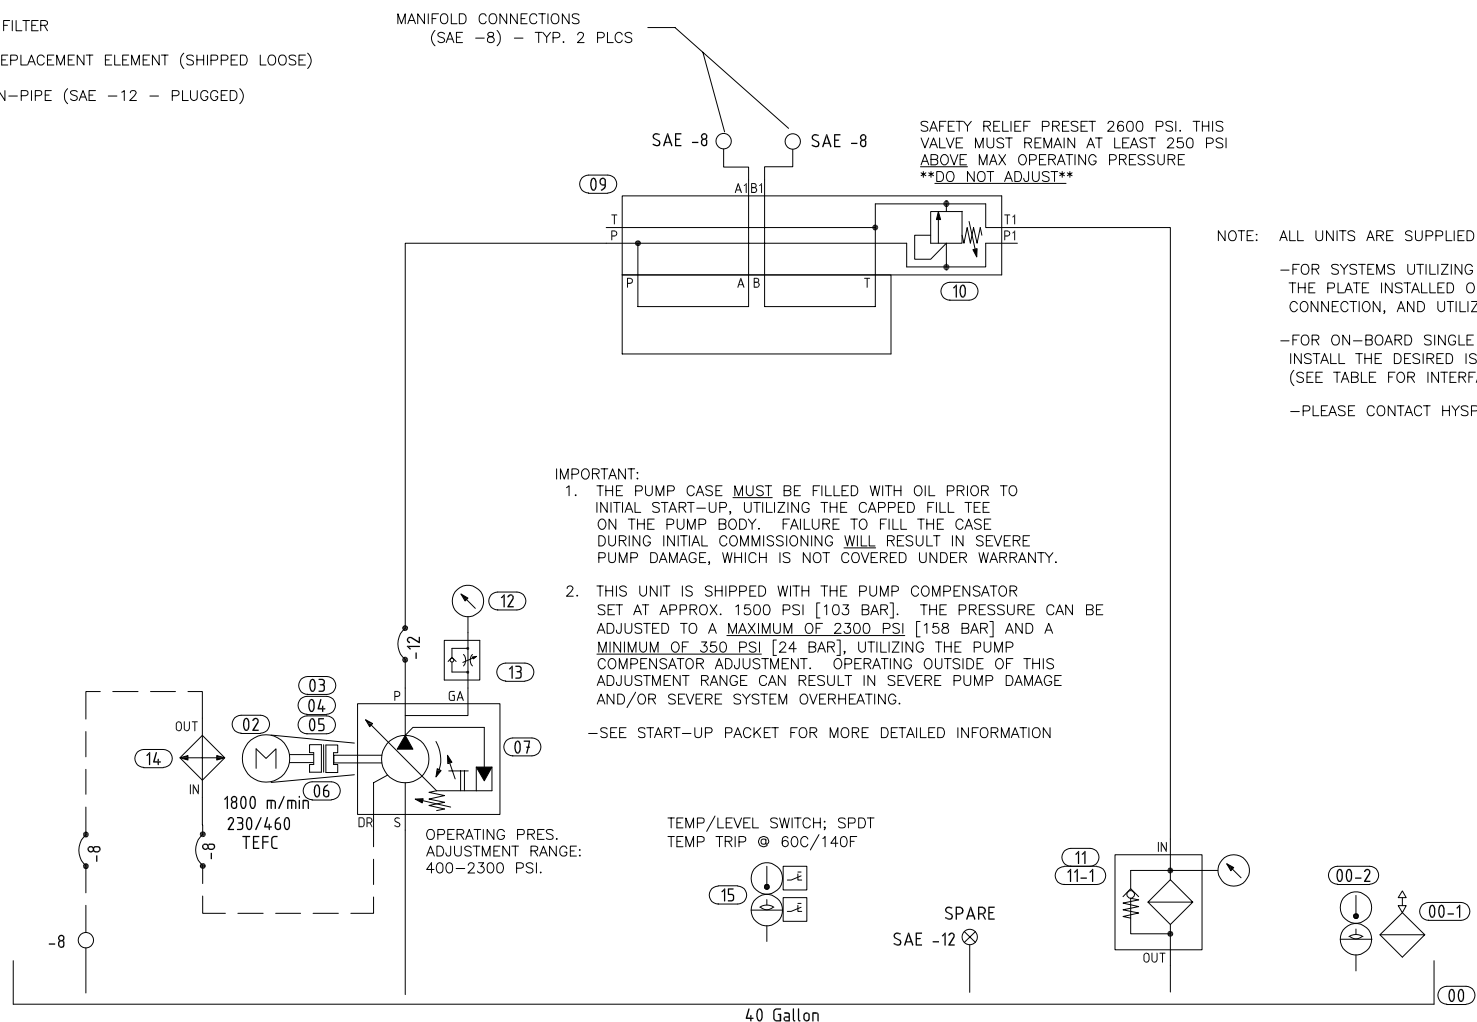 FILTER
EPLACEMENT ELEMENT (SHIPPED LOOSE)
N-PIPE (SAE -12 - PLUGGED)
MANIFOLD CONNECTIONS
(SAE -8) - TYP. 2 PLCS
SAE -8
SAE -8
SAFETY RELIEF PRESET 2600 PSI. THIS
VALVE MUST REMAIN AT LEAST 250 PSI
ABOVE MAX OPERATING PRESSURE
**DO NOT ADJUST**
09
A1
B1
T
P
T1
P1
P
A
B
T
10
NOTE: ALL UNITS ARE SUPPLIED
-FOR SYSTEMS UTILIZING
THE PLATE INSTALLED O
CONNECTION, AND UTILIZ
-FOR ON-BOARD SINGLE
INSTALL THE DESIRED IS
(SEE TABLE FOR INTERFA
-PLEASE CONTACT HYSP
IMPORTANT:
1. THE PUMP CASE MUST BE FILLED WITH OIL PRIOR TO
INITIAL START-UP, UTILIZING THE CAPPED FILL TEE
ON THE PUMP BODY. FAILURE TO FILL THE CASE
DURING INITIAL COMMISSIONING WILL RESULT IN SEVERE
PUMP DAMAGE, WHICH IS NOT COVERED UNDER WARRANTY.
2. THIS UNIT IS SHIPPED WITH THE PUMP COMPENSATOR
SET AT APPROX. 1500 PSI [103 BAR]. THE PRESSURE CAN BE
ADJUSTED TO A MAXIMUM OF 2300 PSI [158 BAR] AND A
MINIMUM OF 350 PSI [24 BAR], UTILIZING THE PUMP
COMPENSATOR ADJUSTMENT. OPERATING OUTSIDE OF THIS
ADJUSTMENT RANGE CAN RESULT IN SEVERE PUMP DAMAGE
AND/OR SEVERE SYSTEM OVERHEATING.
-SEE START-UP PACKET FOR MORE DETAILED INFORMATION
12
-12
13
P
GA
03
04
05
02
OUT
14
M
07
IN
06
1800 m/min
230/460
TEFC
DR
S
OPERATING PRES.
ADJUSTMENT RANGE:
400-2300 PSI.
-8
-8
-8
TEMP/LEVEL SWITCH; SPDT
TEMP TRIP @ 60C/140F
15
SPARE
SAE -12
IN
11
11-1
OUT
00-2
00-1
00
40 Gallon